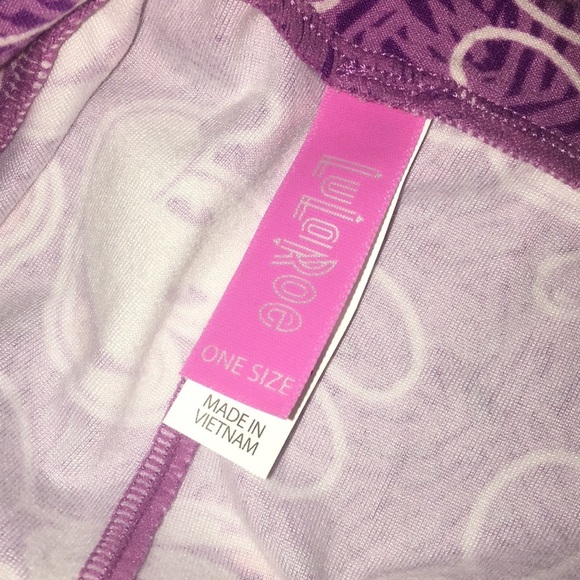 LuLaRoe
ONE SIZE
MADE IN
VIETNAM